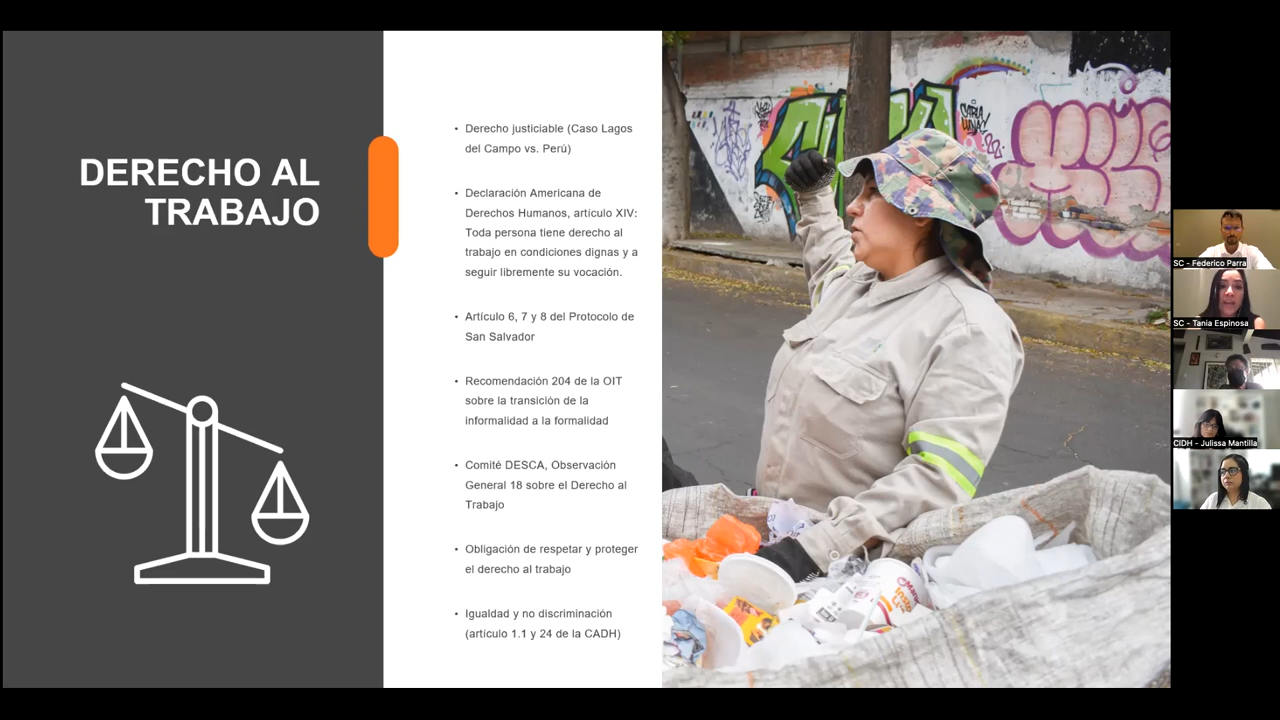 DERECHO AL
TRABAJO
• Derecho justiciable (Caso Lagos
del Campo vs. Perú)
• Declaración Americana de
Derechos Humanos, artículo XIV:
Toda persona tiene derecho al
trabajo en condiciones dignas y a
seguir libremente su vocación.
• Artículo 6, 7 y 8 del Protocolo de
San Salvador
• Recomendación 204 de la OIT
sobre la transición de la
informalidad a la formalidad
• Comité DESCA, Observación
General 18 sobre el Derecho al
Trabajo
• Obligación de respetar y proteger
el derecho al trabajo
• Igualdad y no discriminación
(artículo 1.1 y 24 de la CADH)
SC - Federico Parra
SC - Tania Espinosa
CIDH - Julissa Mantilla